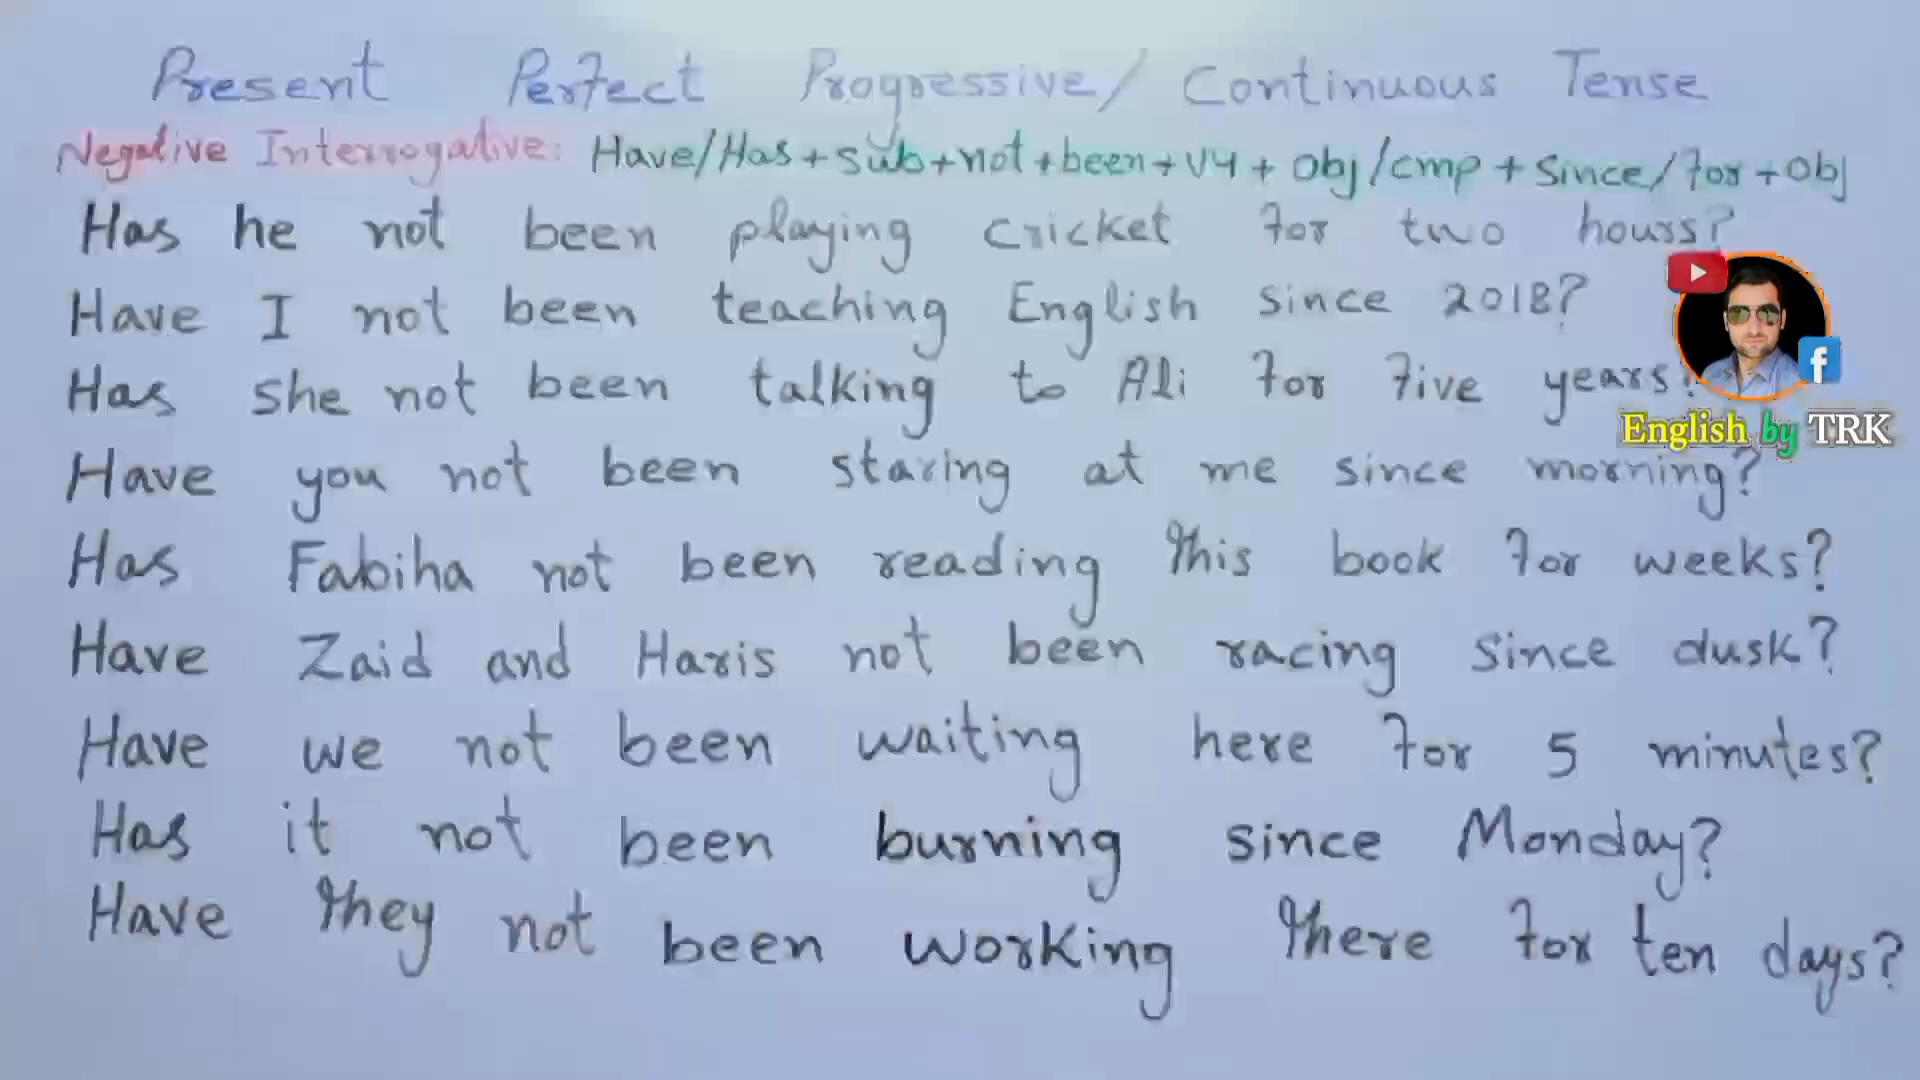 Present Perfect Progressive/Continuous Tense
Negative Interrogative: Have/Has+sub+not+been+V4+Obj/cmp+since/for+Obj
Has he not been playing cricket for two hours?
Have I not been teaching English since 2018?
Has she not been talking to Ali for five years?
English by TRK
Have you not been staring at me since morning?
Has Fabiha not been reading this book for weeks?
Have Zaid and Haris not been racing since dusk?
Have we not been waiting here for 5 minutes?
Has it not been burning since Monday?
Have they not been working there for ten days?